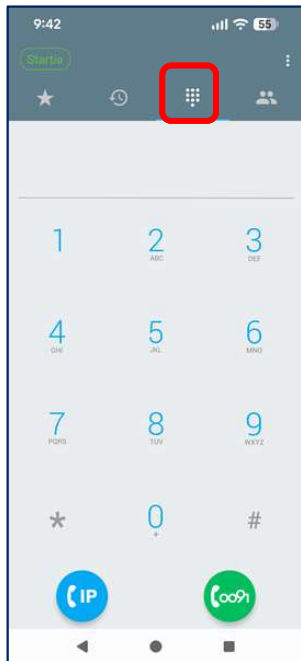 9:42
55
Startia
1
2
3
ABC
DEF
4
5
6
GHI
JKL
MNO
7
8
9
PQRS
TUV
WXYZ
* 0 #
+
IP
0091